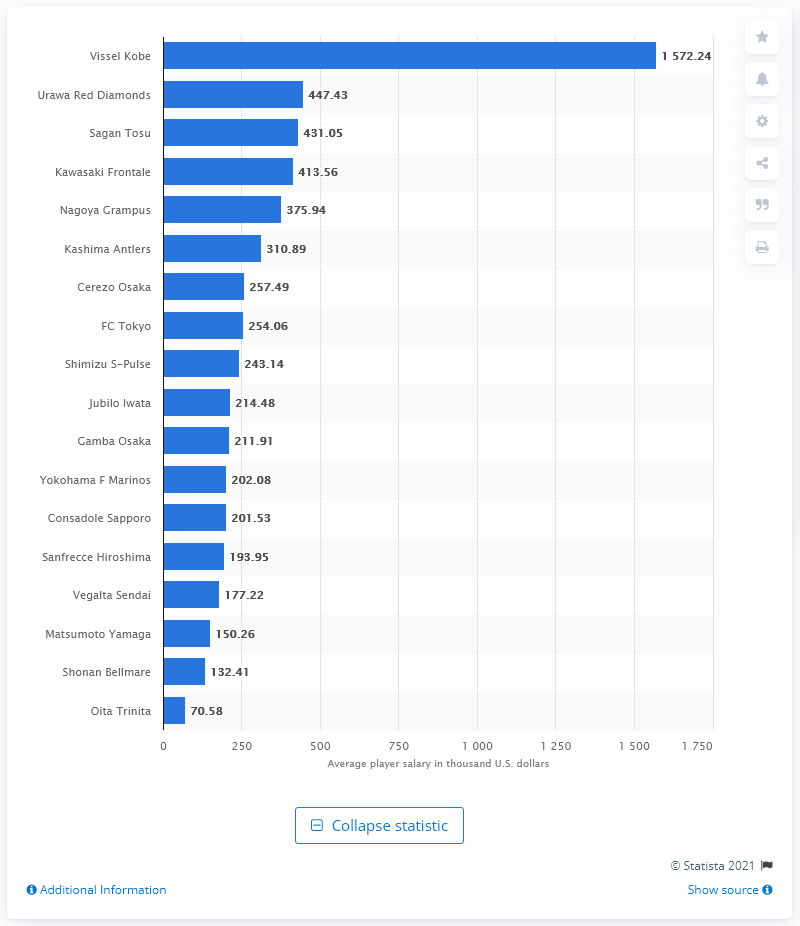 Vissel Kobe 1 572.24
Urawa Red Diamonds 447.43
Sagan Tosu 431.05
Kawasaki Frontale 413.56
Nagoya Grampus 375.94
Kashima Antlers 310.89
Cerezo Osaka 257.49
FC Tokyo 254.06
Shimizu S-Pulse 243.14
Jubilo Iwata 214.48
Gamba Osaka 211.91
Yokohama F Marinos 202.08
Consadole Sapporo 201.53
Sanfrecce Hiroshima 193.95
Vegalta Sendai 177.22
Matsumoto Yamaga 150.26
Shonan Bellmare 132.41
Oita Trinita 70.58
0 250 500 750 1 000 1 250 1 500 1 750
Average player salary in thousand U.S. dollars
Collapse statistic
© Statista 2021
Additional Information
Show source